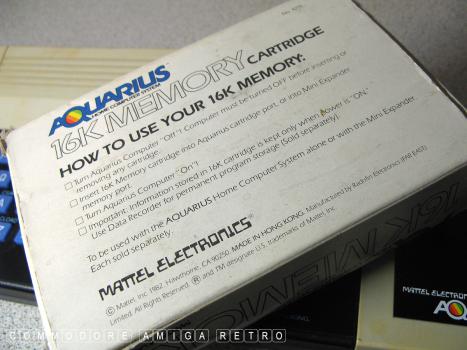 AQUARIUS
HOME COMPUTER SYSTEM
16K MEMORY CARTRIDGE
HOW TO USE YOUR 16K MEMORY:
Turn Aquarius Computer "Off"! Computer must be turned OFF before inserting or
removing any cartridge.
Insert 16K Memory cartridge into Aquarius cartridge port, or into Mini Expander
memory port.
Turn Aquarius Computer "On"!
Important: Information stored in 16K Cartridge is kept only when power is "ON."
Use Data Recorder for permanent program storage (Sold separately).
To be used with the AQUARIUS Home Computer System alone or with the Mini Expander.
Each sold separately.
MATTEL ELECTRONICS
© Mattel, Inc. 1982. Hawthorne, CA 90250. MADE IN HONG KONG. Manufactured by Radofin Electronics (FAR EAST)
Limited. All Rights Reserved. ® and TM designate U.S. trademarks of Mattel, Inc.
16K MEMO
MATTEL ELECTRON
AQ
COMMODORE AMIGA RETRO